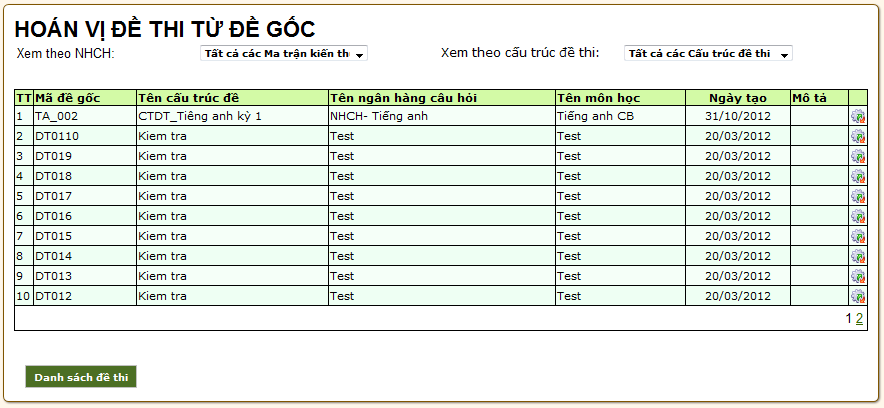 HOÁN VỊ ĐỀ THI TỪ ĐỀ GỐC
Xem theo NHCH: Tất cả các Ma trận kiến thi Xem theo cấu trúc đề thi: Tất cả các Cấu trúc đề thi
TT Mã đề gốc Tên cấu trúc đề Tên ngân hàng câu hỏi Tên môn học Ngày tạo Mô tả
1 TA_002 CTDT_Tiêng anh kỳ 1 NHCH- Tiếng anh Tiếng anh CB 31/10/2012
2 DT0110 Kiem tra Test Test 20/03/2012
3 DT019 Kiem tra Test Test 20/03/2012
4 DT018 Kiem tra Test Test 20/03/2012
5 DT017 Kiem tra Test Test 20/03/2012
6 DT016 Kiem tra Test Test 20/03/2012
7 DT015 Kiem tra Test Test 20/03/2012
8 DT014 Kiem tra Test Test 20/03/2012
9 DT013 Kiem tra Test Test 20/03/2012
10 DT012 Kiem tra Test Test 20/03/2012
1 2
Danh sách đề thi